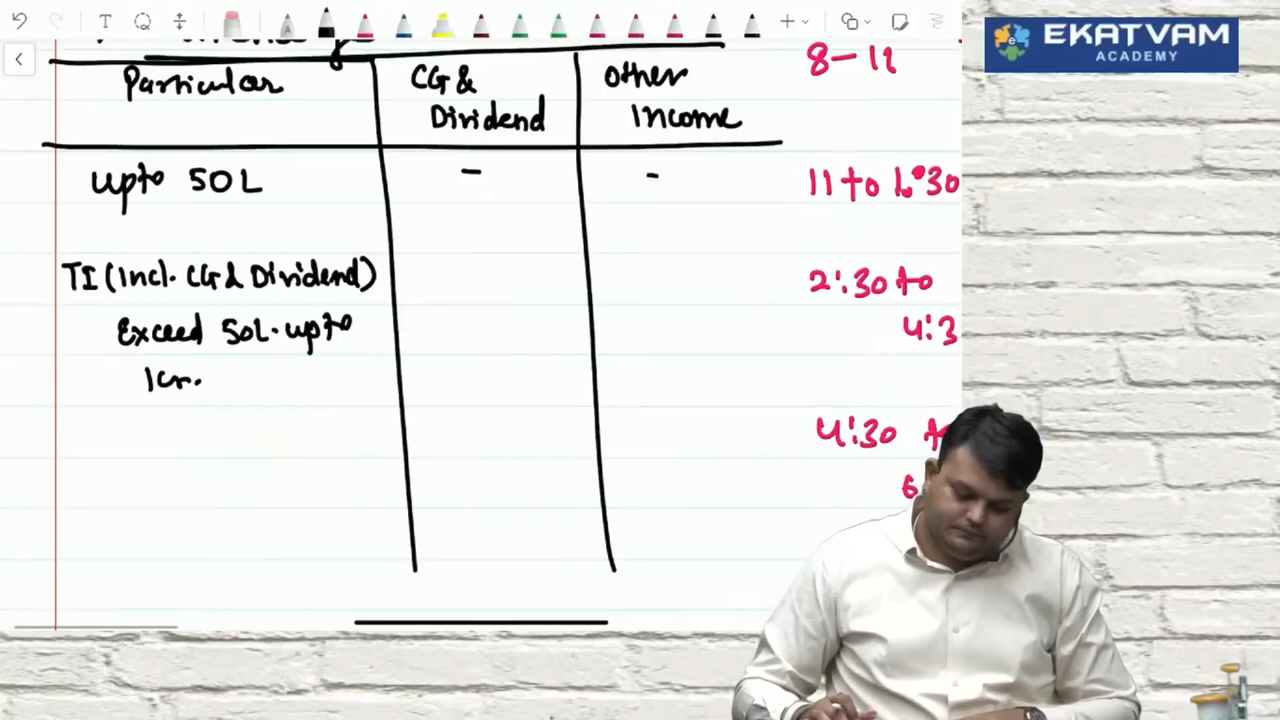 Particular
CG &
Dividend
Other
Income
upto 50L
-
-
TI (Incl. CG & Dividend)
Exceed 50L. upto
1cr.
8-11
11 to 1:30
2:30 to
4:3
4:30
6
EKATVAM
ACADEMY